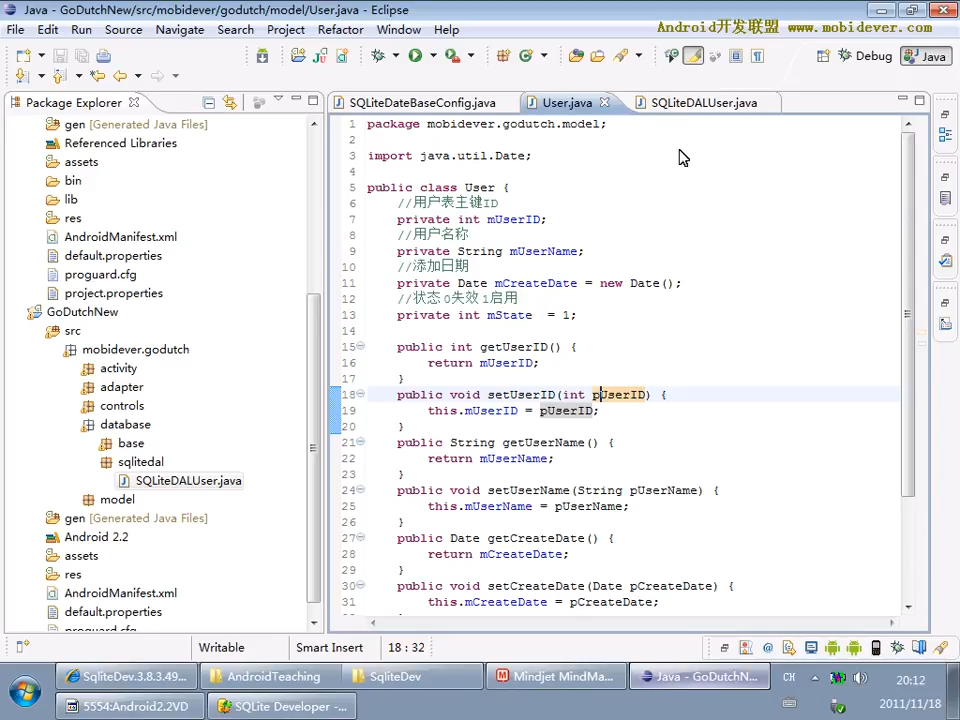 Java - GoDutchNew/src/mobidever/godutch/model/User.java - Eclipse
File Edit Run Source Navigate Search Project Refactor Window Help
Android开发联盟 www.mobidever.com
Debug
Java
Package Explorer
SQLiteDateBaseConfig.java
User.java
SQLiteDALUser.java
gen [Generated Java Files]
Referenced Libraries
assets
bin
lib
res
AndroidManifest.xml
default.properties
proguard.cfg
project.properties
GoDutchNew
src
mobidever.godutch
activity
adapter
controls
database
base
sqlitedal
SQLiteDALUser.java
model
gen [Generated Java Files]
Android 2.2
assets
res
AndroidManifest.xml
default.properties
proguard.cfg
1 package mobidever.godutch.model;
2
3 import java.util.Date;
4
5 public class User {
6 //用户表主键ID
7 private int mUserID;
8 //用户名称
9 private String mUserName;
10 //添加日期
11 private Date mCreateDate = new Date();
12 //状态 0失效 1启用
13 private int mState  = 1;
14
15 public int getUserID() {
16 return mUserID;
17 }
18 public void setUserID(int pUserID) {
19 this.mUserID = pUserID;
20 }
21 public String getUserName() {
22 return mUserName;
23 }
24 public void setUserName(String pUserName) {
25 this.mUserName = pUserName;
26 }
27 public Date getCreateDate() {
28 return mCreateDate;
29 }
30 public void setCreateDate(Date pCreateDate) {
31 this.mCreateDate = pCreateDate;
Writable
Smart Insert
18 : 32
SqliteDev.3.8.3.49...
AndroidTeaching
SqliteDev
Mindjet MindMa...
Java - GoDutchN...
CH
20:12
5554:Android2.2VD
SQLite Developer - ...
2011/11/18